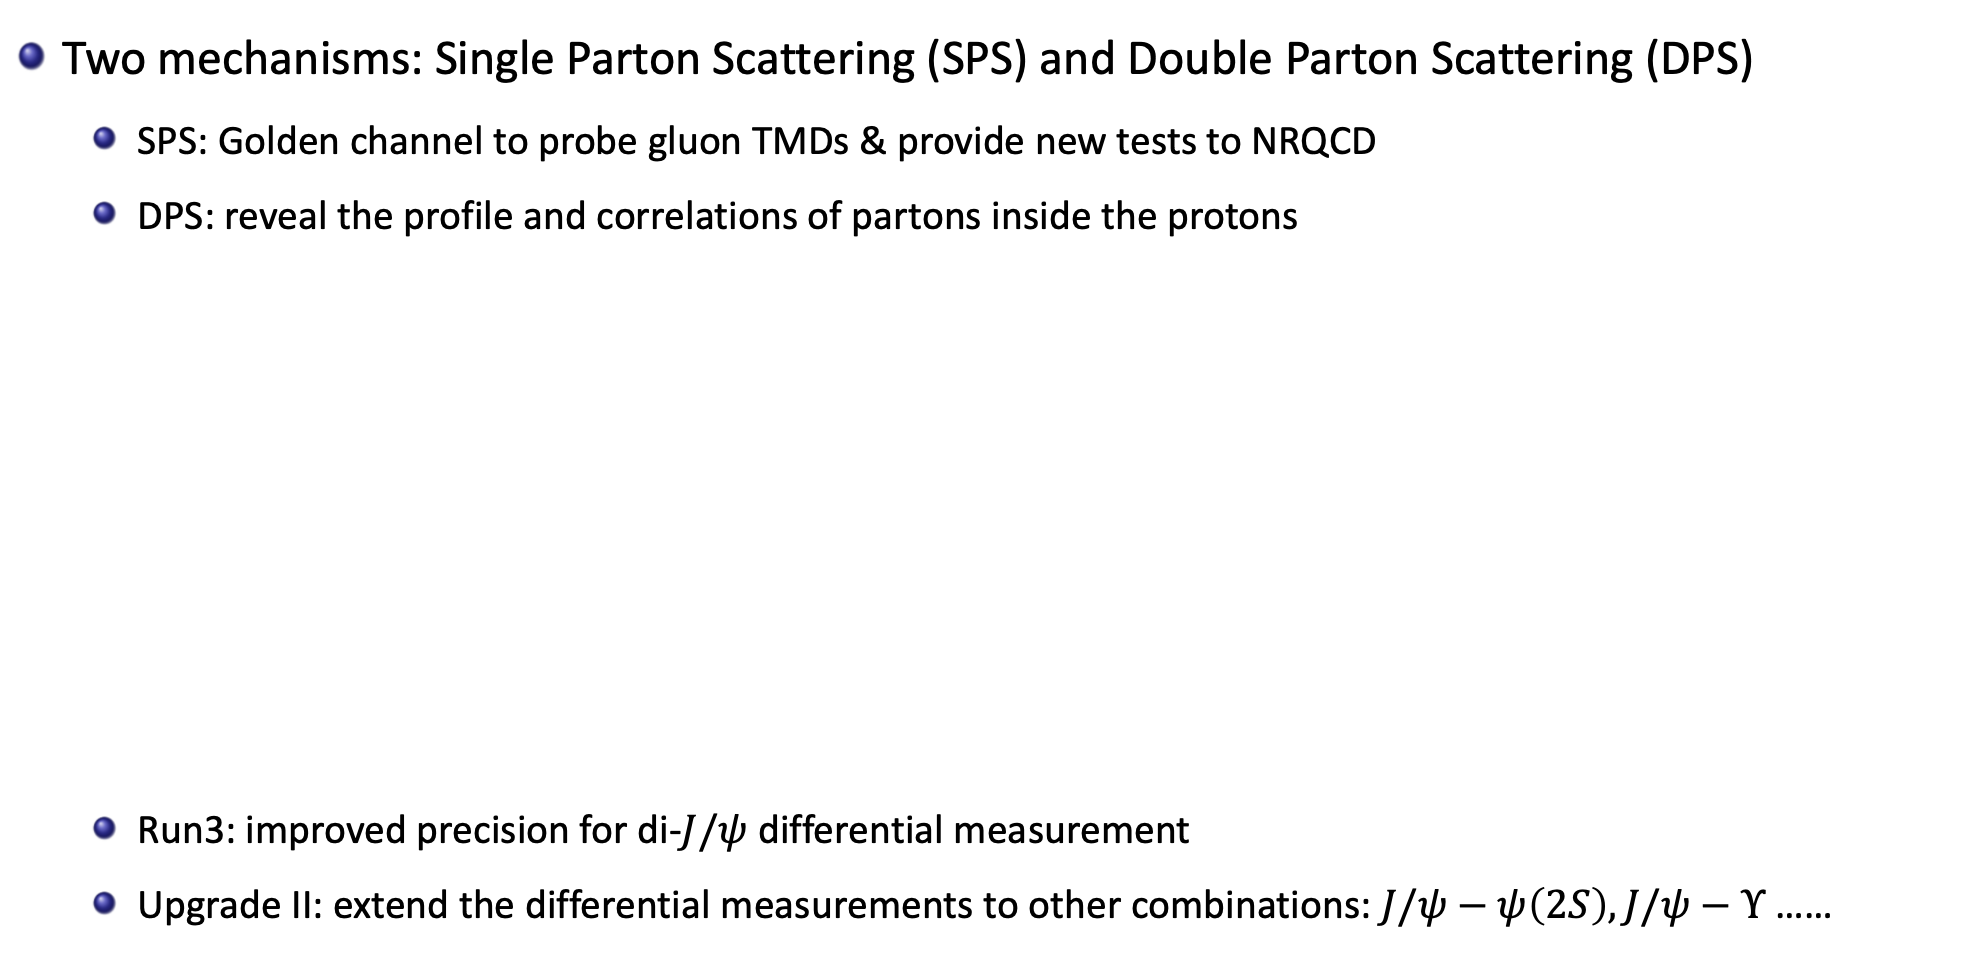 Two mechanisms: Single Parton Scattering (SPS) and Double Parton Scattering (DPS)
SPS: Golden channel to probe gluon TMDs & provide new tests to NRQCD
DPS: reveal the profile and correlations of partons inside the protons
Run3: improved precision for di-J/ψ differential measurement
Upgrade II: extend the differential measurements to other combinations: J/ψ − ψ(2S), J/ψ − ϒ ......